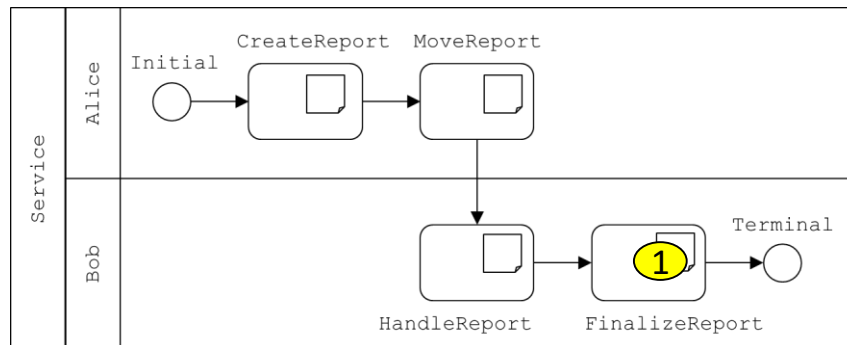 Service
Alice
Initial
CreateReport
MoveReport
Bob
HandleReport
1
FinalizeReport
Terminal